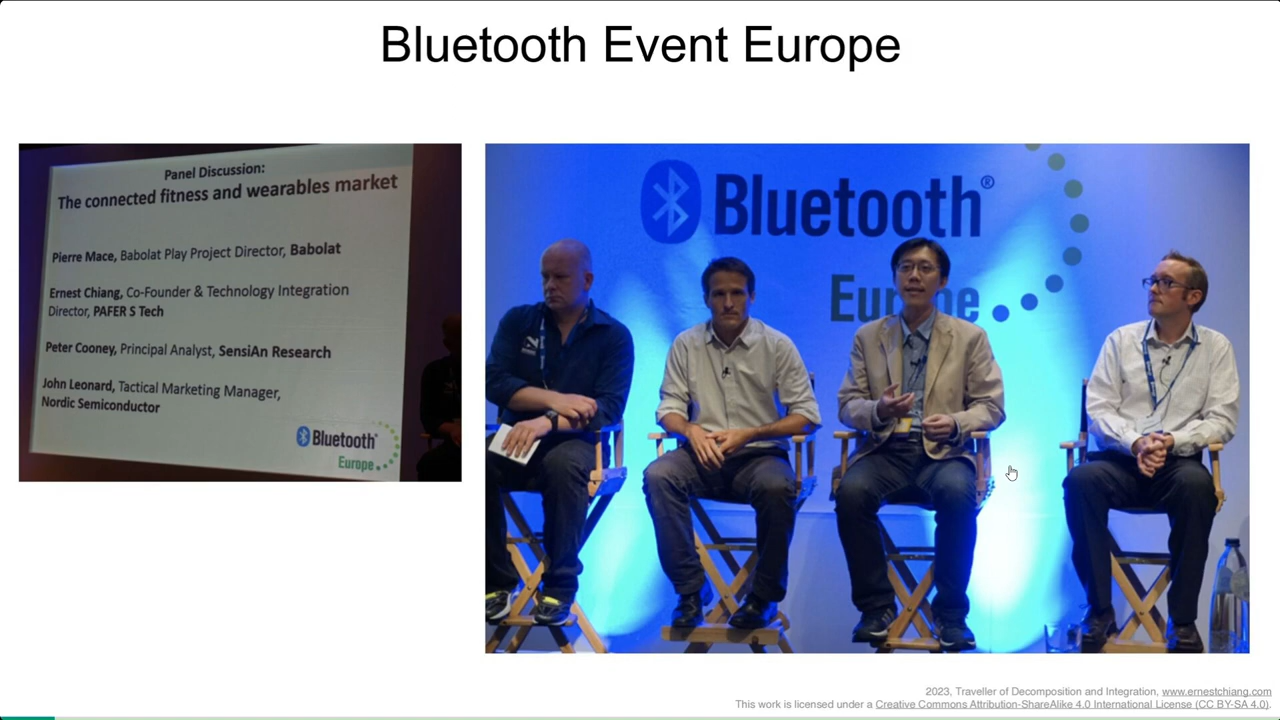 Bluetooth Event Europe
Panel Discussion:
The connected fitness and wearables market
Pierre Mace, Babolat Play Project Director, Babolat
Ernest Chiang, Co-Founder & Technology Integration
Director, PAFER S Tech
Peter Cooney, Principal Analyst, SensiAn Research
John Leonard, Tactical Marketing Manager,
Nordic Semiconductor
Bluetooth®
Europe
Bluetooth®
Europe
2023, Traveller of Decomposition and Integration, www.ernestchiang.com
This work is licensed under a Creative Commons Attribution-ShareAlike 4.0 International License (CC BY-SA 4.0).